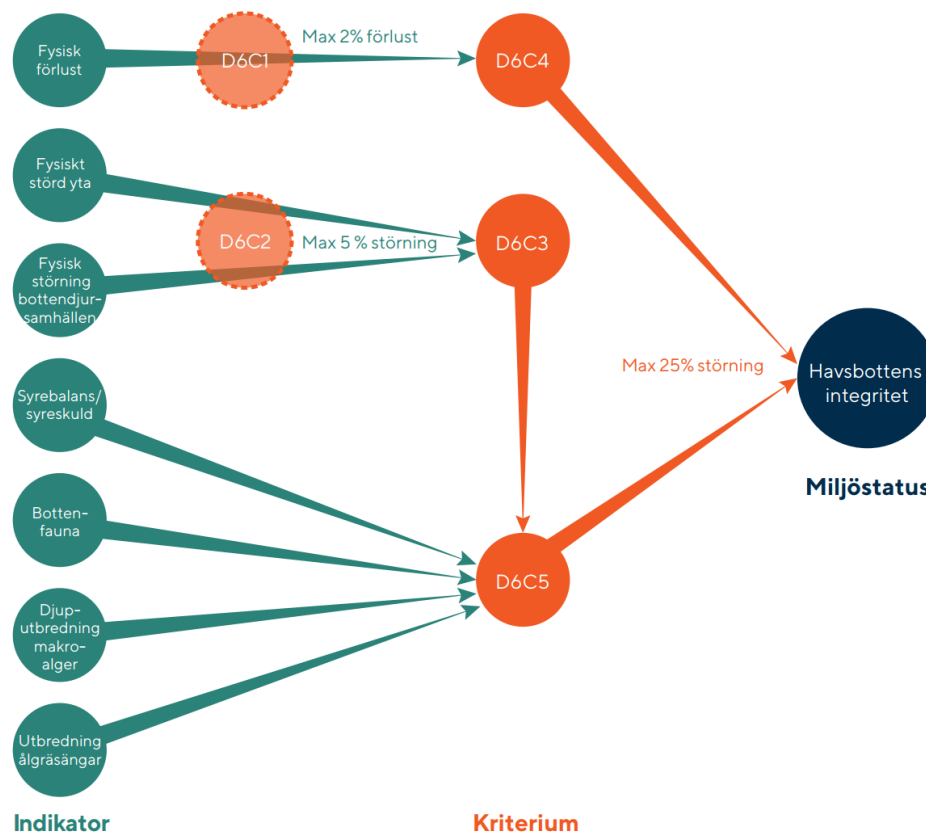 Fysisk
förlust
D6C1
Max 2% förlust
D6C4
Fysiskt
störd yta
D6C2
Max 5 % störning
D6C3
Fysisk
störning
bottendjur-
samhällen
Syrebalans/
syreskuld
Max 25% störning
Havsbottens
integritet
Miljöstatus
Botten-
fauna
D6C5
Djup-
utbredning
makro-
alger
Utbredning
ålgräsängar
Indikator
Kriterium